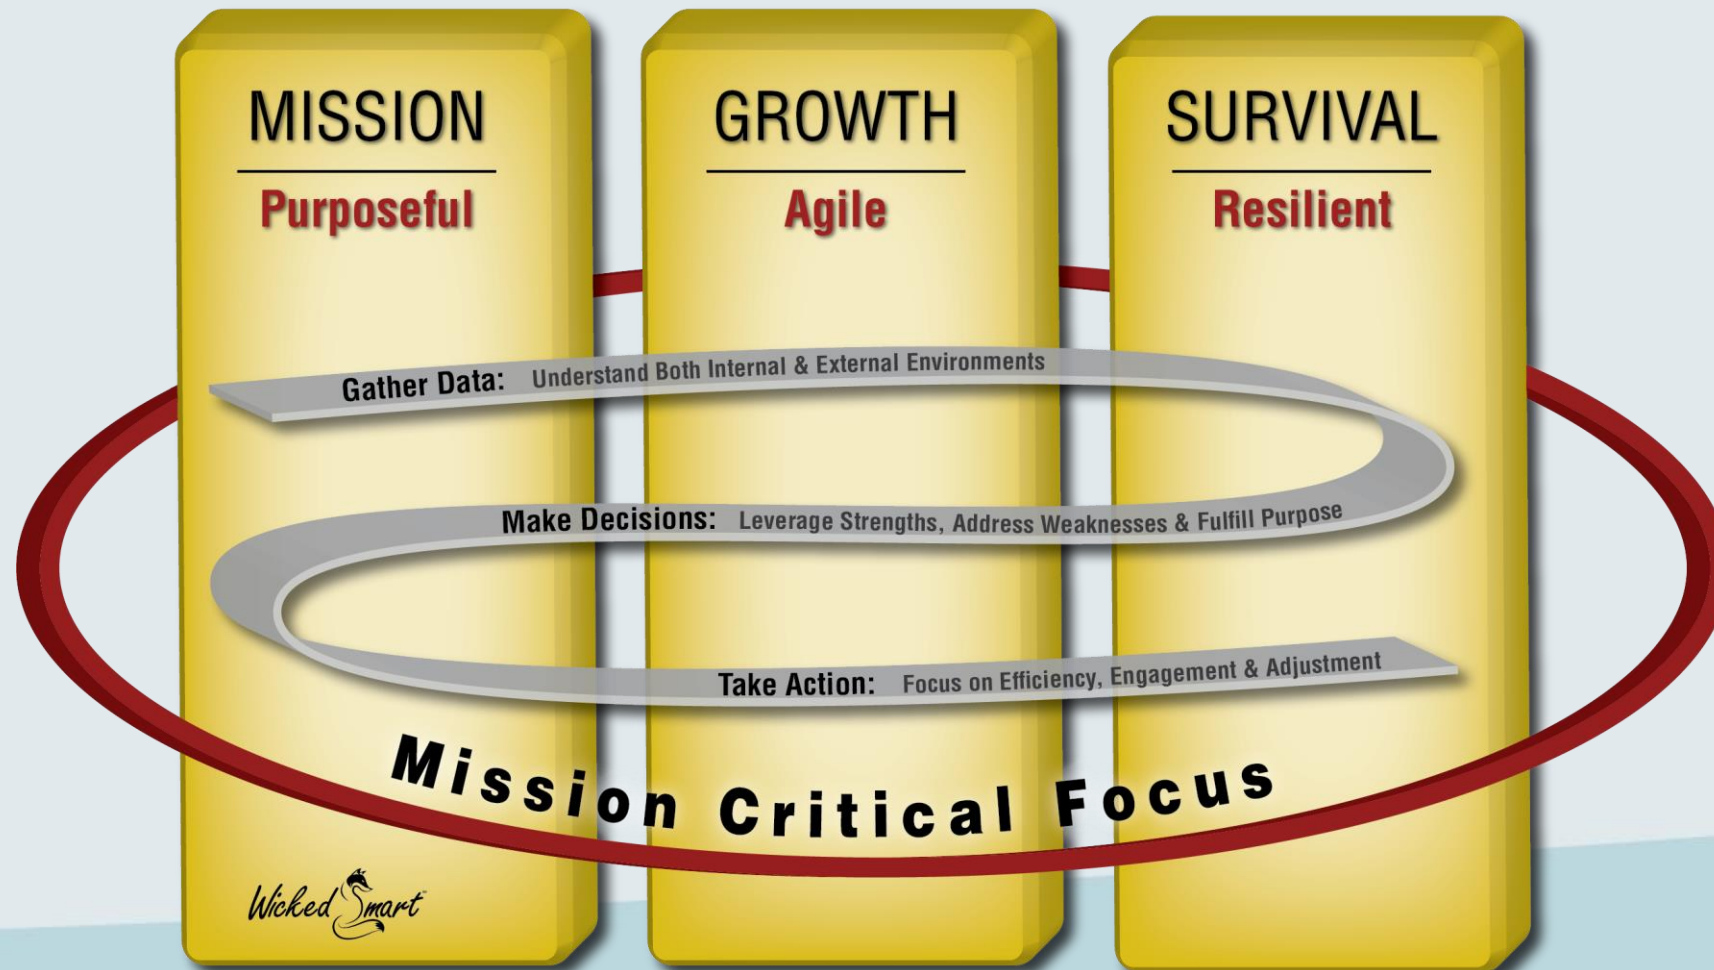 MISSION
Purposeful
GROWTH
Agile
SURVIVAL
Resilient
Gather Data: Understand Both Internal & External Environments
Make Decisions: Leverage Strengths, Address Weaknesses & Fulfill Purpose
Take Action: Focus on Efficiency, Engagement & Adjustment
Mission Critical Focus
Wicked Smart™